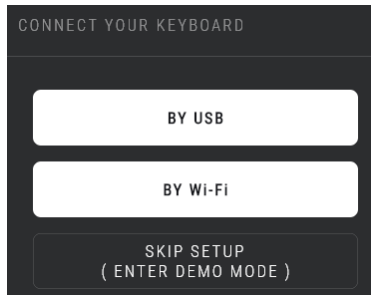 CONNECT YOUR KEYBOARD
BY USB
BY Wi-Fi
SKIP SETUP
( ENTER DEMO MODE )